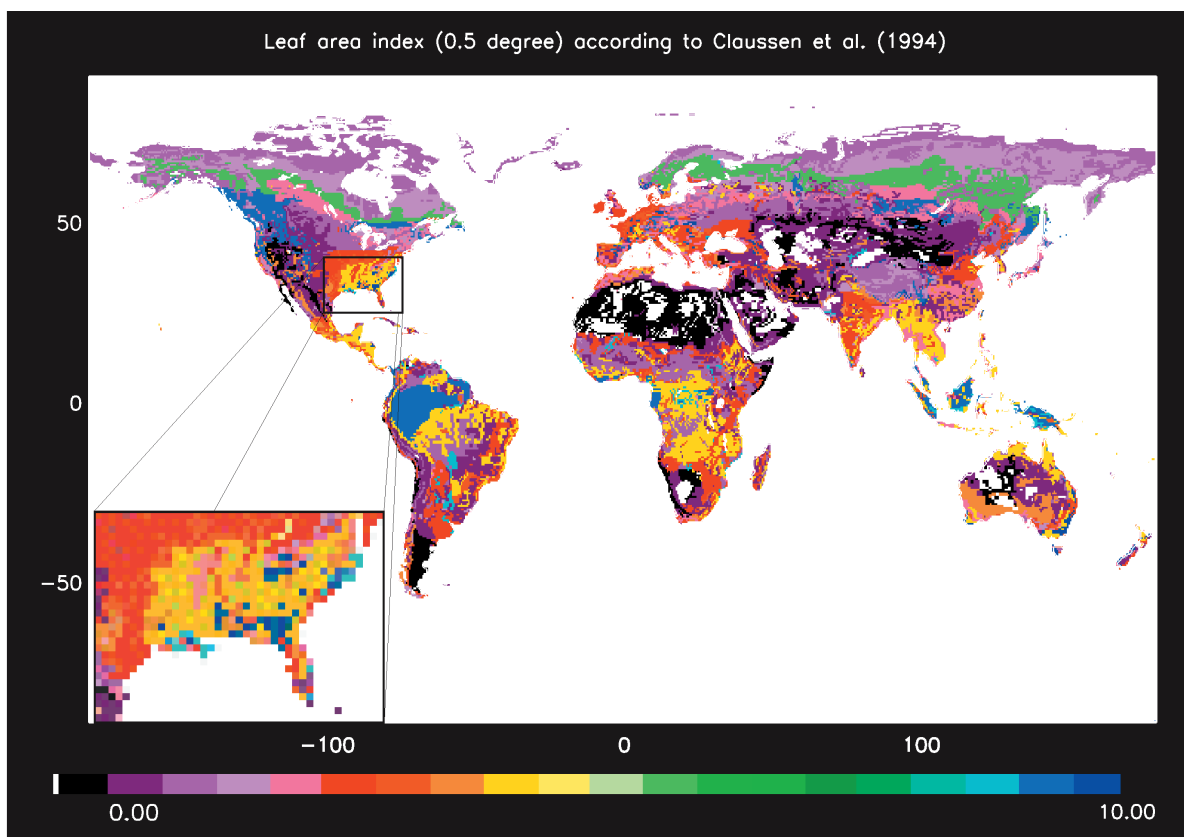 Leaf area index (0.5 degree) according to Claussen et al. (1994)
50
0
−50
−100 0 100
0.00 10.00